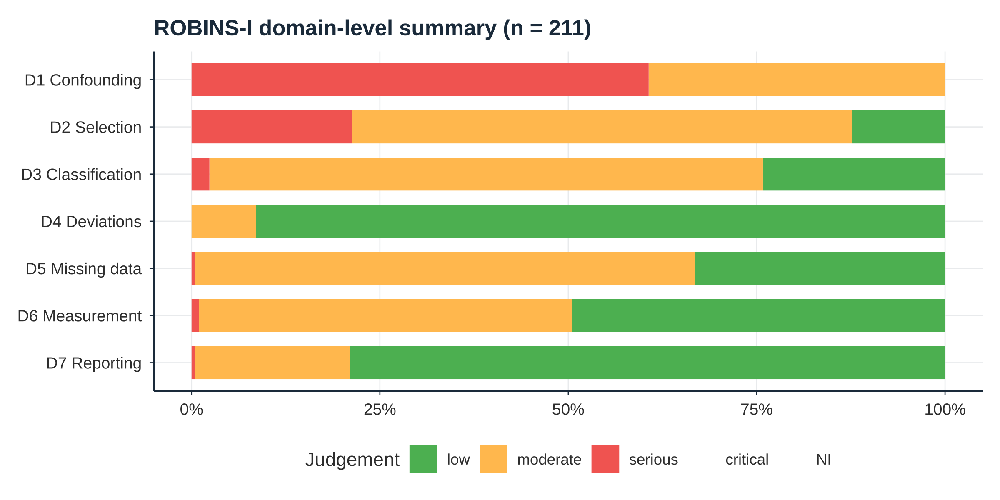 ROBINS-I domain-level summary (n = 211)
D1 Confounding
D2 Selection
D3 Classification
D4 Deviations
D5 Missing data
D6 Measurement
D7 Reporting
0% 25% 50% 75% 100%
Judgement low moderate serious critical NI